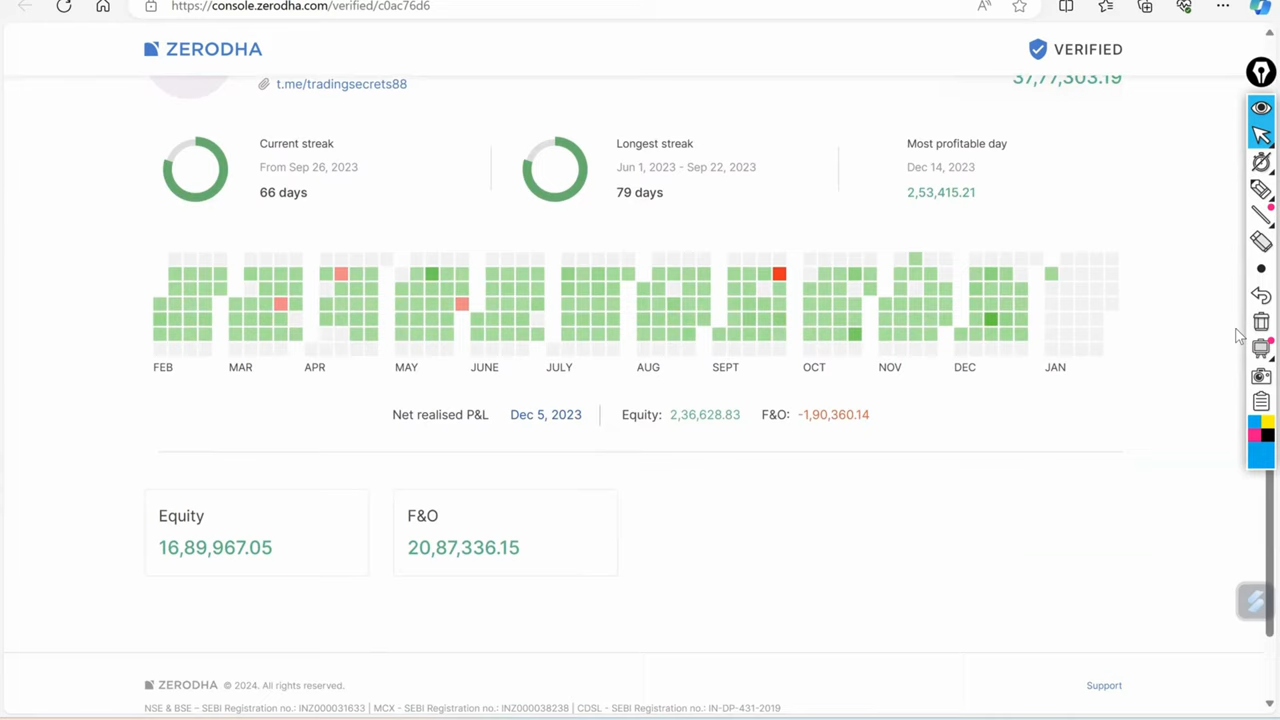 https://console.zerodha.com/verified/c0ac76d6
ZERODHA
VERIFIED
t.me/tradingsecrets88
37,77,303.19
Current streak
From Sep 26, 2023
66 days
Longest streak
Jun 1, 2023 - Sep 22, 2023
79 days
Most profitable day
Dec 14, 2023
2,53,415.21
FEB MAR APR MAY JUNE JULY AUG SEPT OCT NOV DEC JAN
Net realised P&L Dec 5, 2023 Equity: 2,36,628.83 F&O: -1,90,360.14
Equity
16,89,967.05
F&O
20,87,336.15
ZERODHA © 2024. All rights reserved.
Support
NSE & BSE – SEBI Registration no.: INZ000031633 | MCX - SEBI Registration no.: INZ000038238 | CDSL - SEBI Registration no.: IN-DP-431-2019